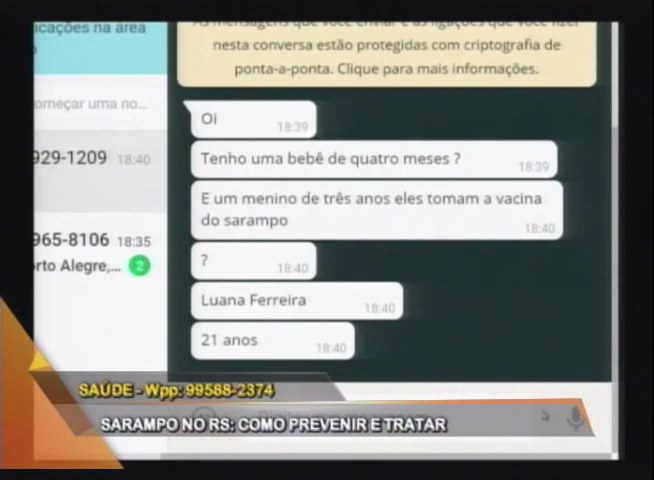 icações na área
As mensagens que você enviar e as ligações que você fizer
nesta conversa estão protegidas com criptografia de
ponta-a-ponta. Clique para mais informações.
omeçar uma no...
Oi
18:39
929-1209 18:40
Tenho uma bebê de quatro meses ?
18:39
E um menino de três anos eles tomam a vacina
do sarampo
18:40
965-8106 18:35
orto Alegre,... 2
?
18:40
Luana Ferreira
18:40
21 anos
18:40
SAÚDE - Wpp: 99588-2374
SARAMPO NO RS: COMO PREVENIR E TRATAR